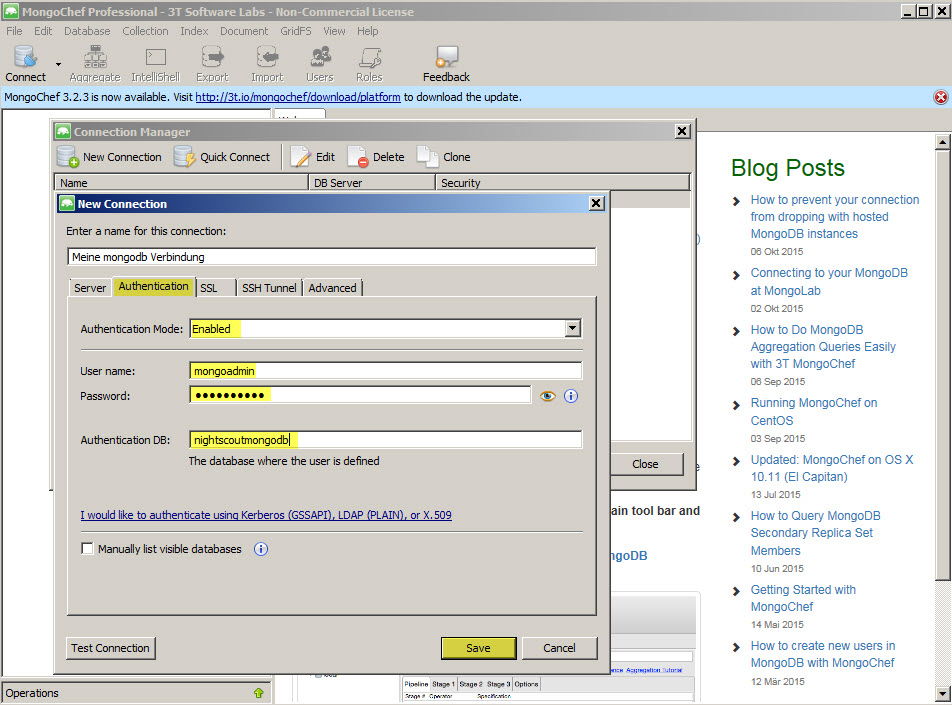 MongoChef Professional - 3T Software Labs - Non-Commercial License
File Edit Database Collection Index Document GridFS View Help
Connect Aggregate IntelliShell Export Import Users Roles Feedback
MongoChef 3.2.3 is now available. Visit http://3t.io/mongochef/download/platform to download the update.
Connection Manager
New Connection Quick Connect Edit Delete Clone
Name DB Server Security
New Connection
Enter a name for this connection:
Meine mongodb Verbindung
Server Authentication SSL SSH Tunnel Advanced
Authentication Mode: Enabled
User name: mongoadmin
Password: ●●●●●●●●●●
Authentication DB: nightscoutmongodb
The database where the user is defined
I would like to authenticate using Kerberos (GSSAPI), LDAP (PLAIN), or X.509
Manually list visible databases
Test Connection Save Cancel
Close
ain tool bar and
ngoDB
Aggregation Tutorial
Pipeline Stage 1 Stage 2 Stage 3 Options
Stage # Operator Specification
Operations
Blog Posts
How to prevent your connection
from dropping with hosted
MongoDB instances
06 Okt 2015
Connecting to your MongoDB
at MongoLab
02 Okt 2015
How to Do MongoDB
Aggregation Queries Easily
with 3T MongoChef
06 Sep 2015
Running MongoChef on
CentOS
03 Sep 2015
Updated: MongoChef on OS X
10.11 (El Capitan)
13 Jul 2015
How to Query MongoDB
Secondary Replica Set
Members
10 Jun 2015
Getting Started with
MongoChef
14 Mai 2015
How to create new users in
MongoDB with MongoChef
12 Mär 2015